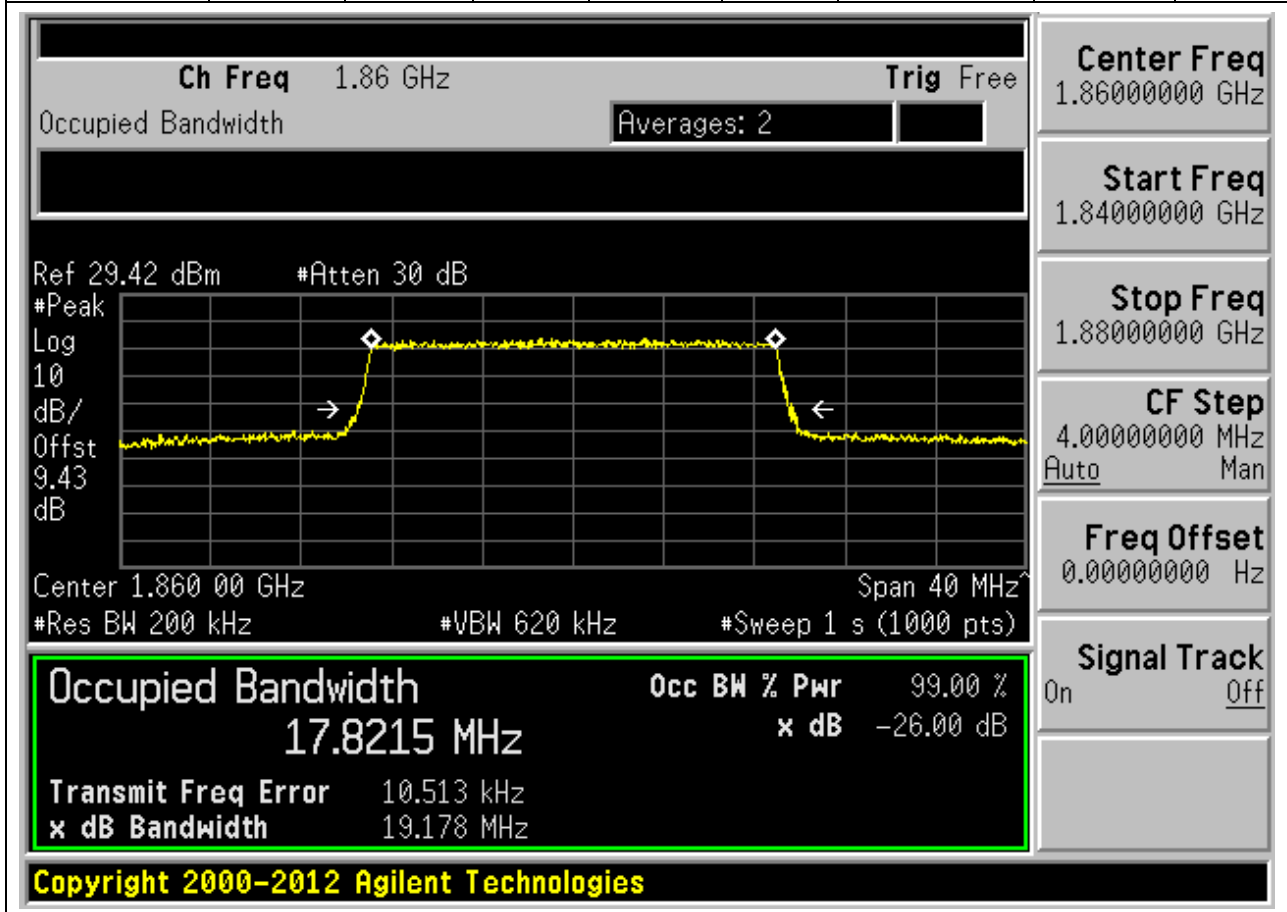 Ch Freq 1.86 GHz Trig Free
Occupied Bandwidth Averages: 2
Ref 29.42 dBm #Atten 30 dB
#Peak
Log
10
dB/
Offst
9.43
dB
Center 1.860 00 GHz Span 40 MHz^
#Res BW 200 kHz #VBW 620 kHz #Sweep 1 s (1000 pts)
Occupied Bandwidth Occ BW % Pwr 99.00 %
17.8215 MHz x dB -26.00 dB
Transmit Freq Error 10.513 kHz
x dB Bandwidth 19.178 MHz
Copyright 2000-2012 Agilent Technologies
Center Freq
1.86000000 GHz
Start Freq
1.84000000 GHz
Stop Freq
1.88000000 GHz
CF Step
4.00000000 MHz
Auto Man
Freq Offset
0.00000000 Hz
Signal Track
On Off